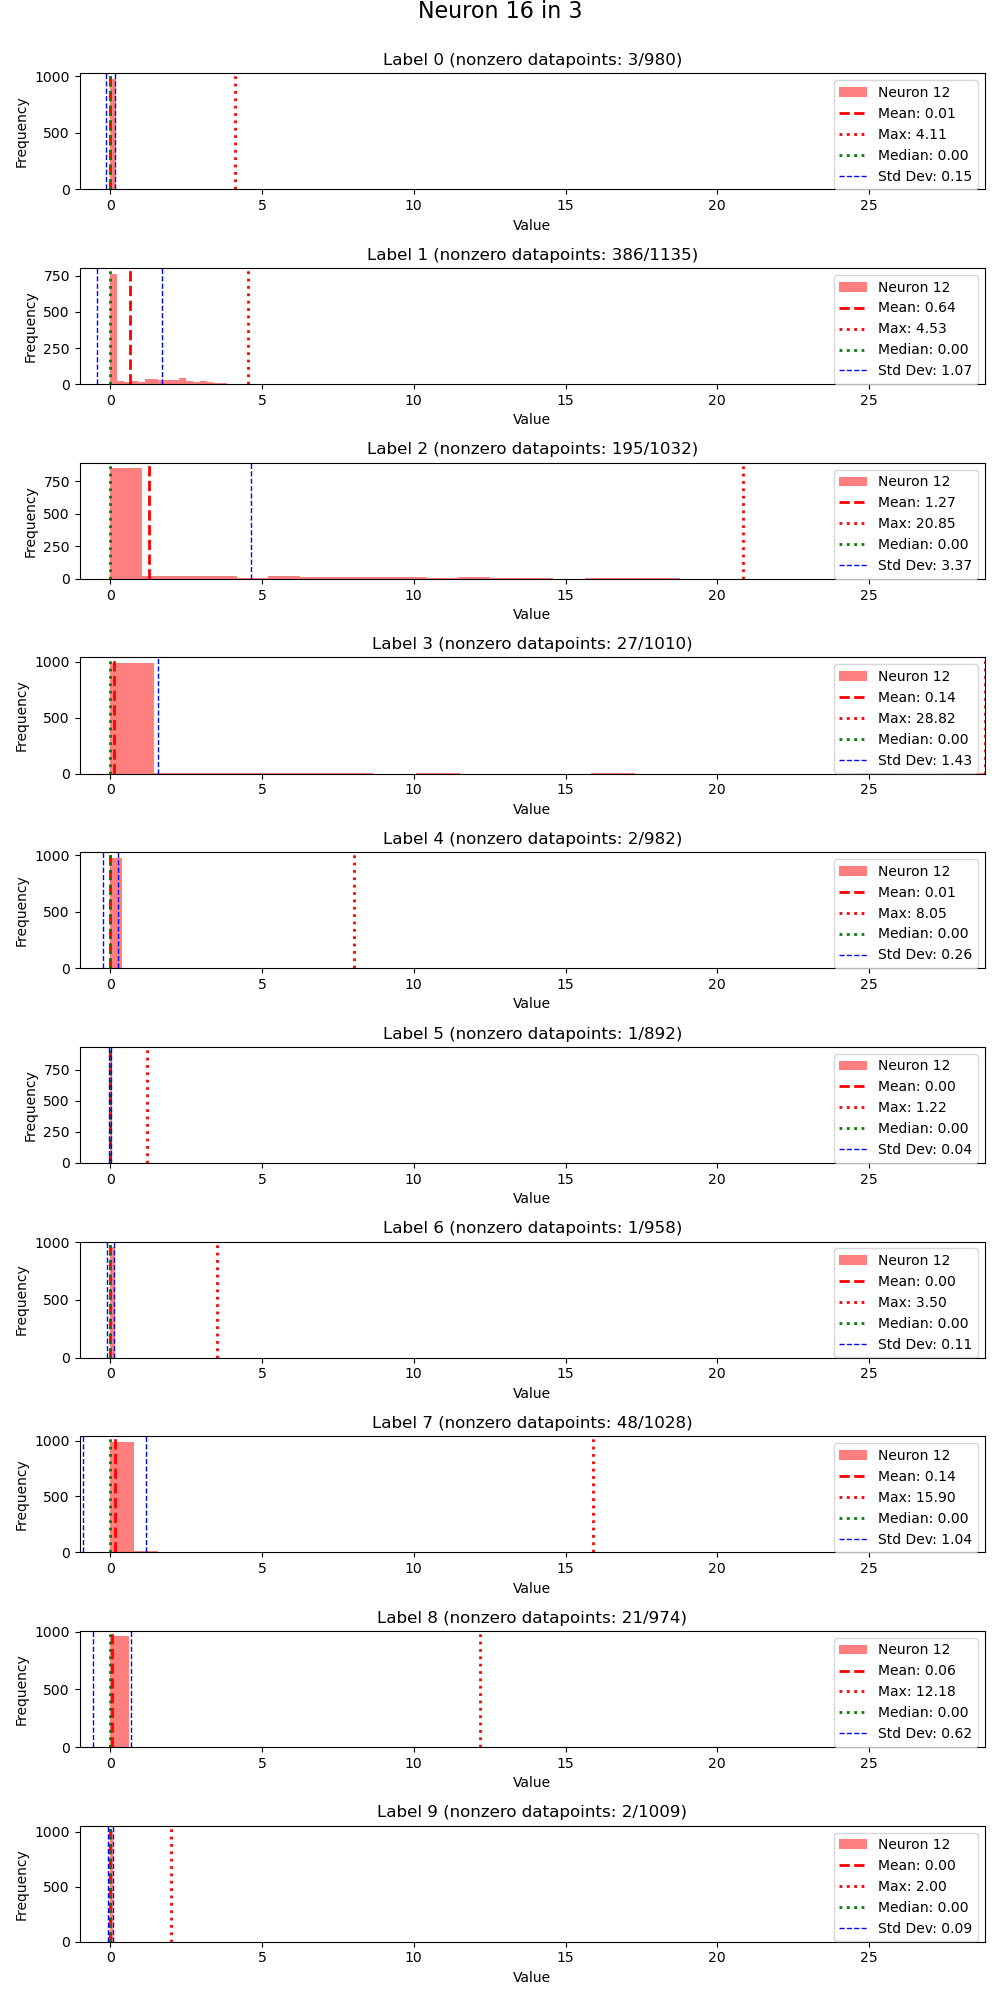 Neuron 16 in 3
Label 0 (nonzero datapoints: 3/980)
Frequency
1000
500
0
Neuron 12
Mean: 0.01
Max: 4.11
Median: 0.00
Std Dev: 0.15
0 5 10 15 20 25
Value
Label 1 (nonzero datapoints: 386/1135)
Frequency
750
500
250
0
Neuron 12
Mean: 0.64
Max: 4.53
Median: 0.00
Std Dev: 1.07
0 5 10 15 20 25
Value
Label 2 (nonzero datapoints: 195/1032)
Frequency
750
500
250
0
Neuron 12
Mean: 1.27
Max: 20.85
Median: 0.00
Std Dev: 3.37
0 5 10 15 20 25
Value
Label 3 (nonzero datapoints: 27/1010)
Frequency
1000
500
0
Neuron 12
Mean: 0.14
Max: 28.82
Median: 0.00
Std Dev: 1.43
0 5 10 15 20 25
Value
Label 4 (nonzero datapoints: 2/982)
Frequency
1000
500
0
Neuron 12
Mean: 0.01
Max: 8.05
Median: 0.00
Std Dev: 0.26
0 5 10 15 20 25
Value
Label 5 (nonzero datapoints: 1/892)
Frequency
750
500
250
0
Neuron 12
Mean: 0.00
Max: 1.22
Median: 0.00
Std Dev: 0.04
0 5 10 15 20 25
Value
Label 6 (nonzero datapoints: 1/958)
Frequency
1000
500
0
Neuron 12
Mean: 0.00
Max: 3.50
Median: 0.00
Std Dev: 0.11
0 5 10 15 20 25
Value
Label 7 (nonzero datapoints: 48/1028)
Frequency
1000
500
0
Neuron 12
Mean: 0.14
Max: 15.90
Median: 0.00
Std Dev: 1.04
0 5 10 15 20 25
Value
Label 8 (nonzero datapoints: 21/974)
Frequency
1000
500
0
Neuron 12
Mean: 0.06
Max: 12.18
Median: 0.00
Std Dev: 0.62
0 5 10 15 20 25
Value
Label 9 (nonzero datapoints: 2/1009)
Frequency
1000
500
0
Neuron 12
Mean: 0.00
Max: 2.00
Median: 0.00
Std Dev: 0.09
0 5 10 15 20 25
Value